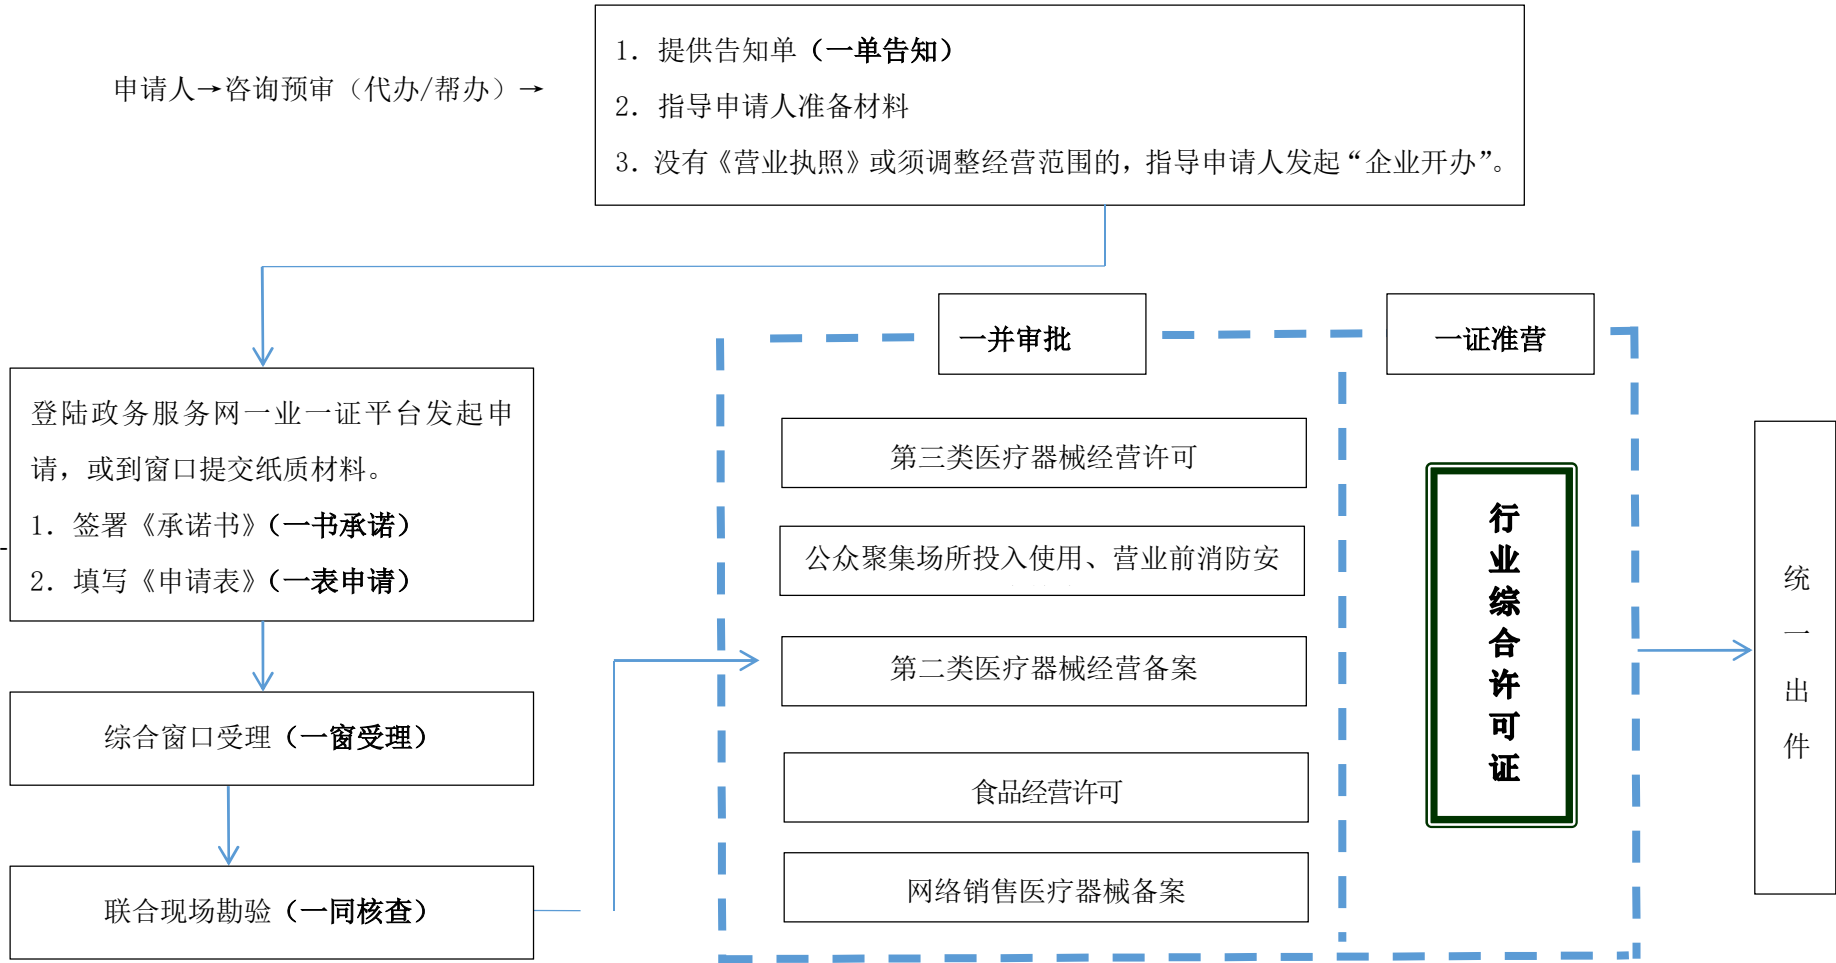 申请人→咨询预审（代办/帮办）→
1. 提供告知单（一单告知）
2. 指导申请人准备材料
3. 没有《营业执照》或须调整经营范围的，指导申请人发起“企业开办”。
登陆政务服务网一业一证平台发起申
请，或到窗口提交纸质材料。
1. 签署《承诺书》（一书承诺）
2. 填写《申请表》（一表申请）
综合窗口受理（一窗受理）
联合现场勘验（一同核查）
一并审批
第三类医疗器械经营许可
公众聚集场所投入使用、营业前消防安
第二类医疗器械经营备案
食品经营许可
网络销售医疗器械备案
一证准营
行业综合许可证
统一出件